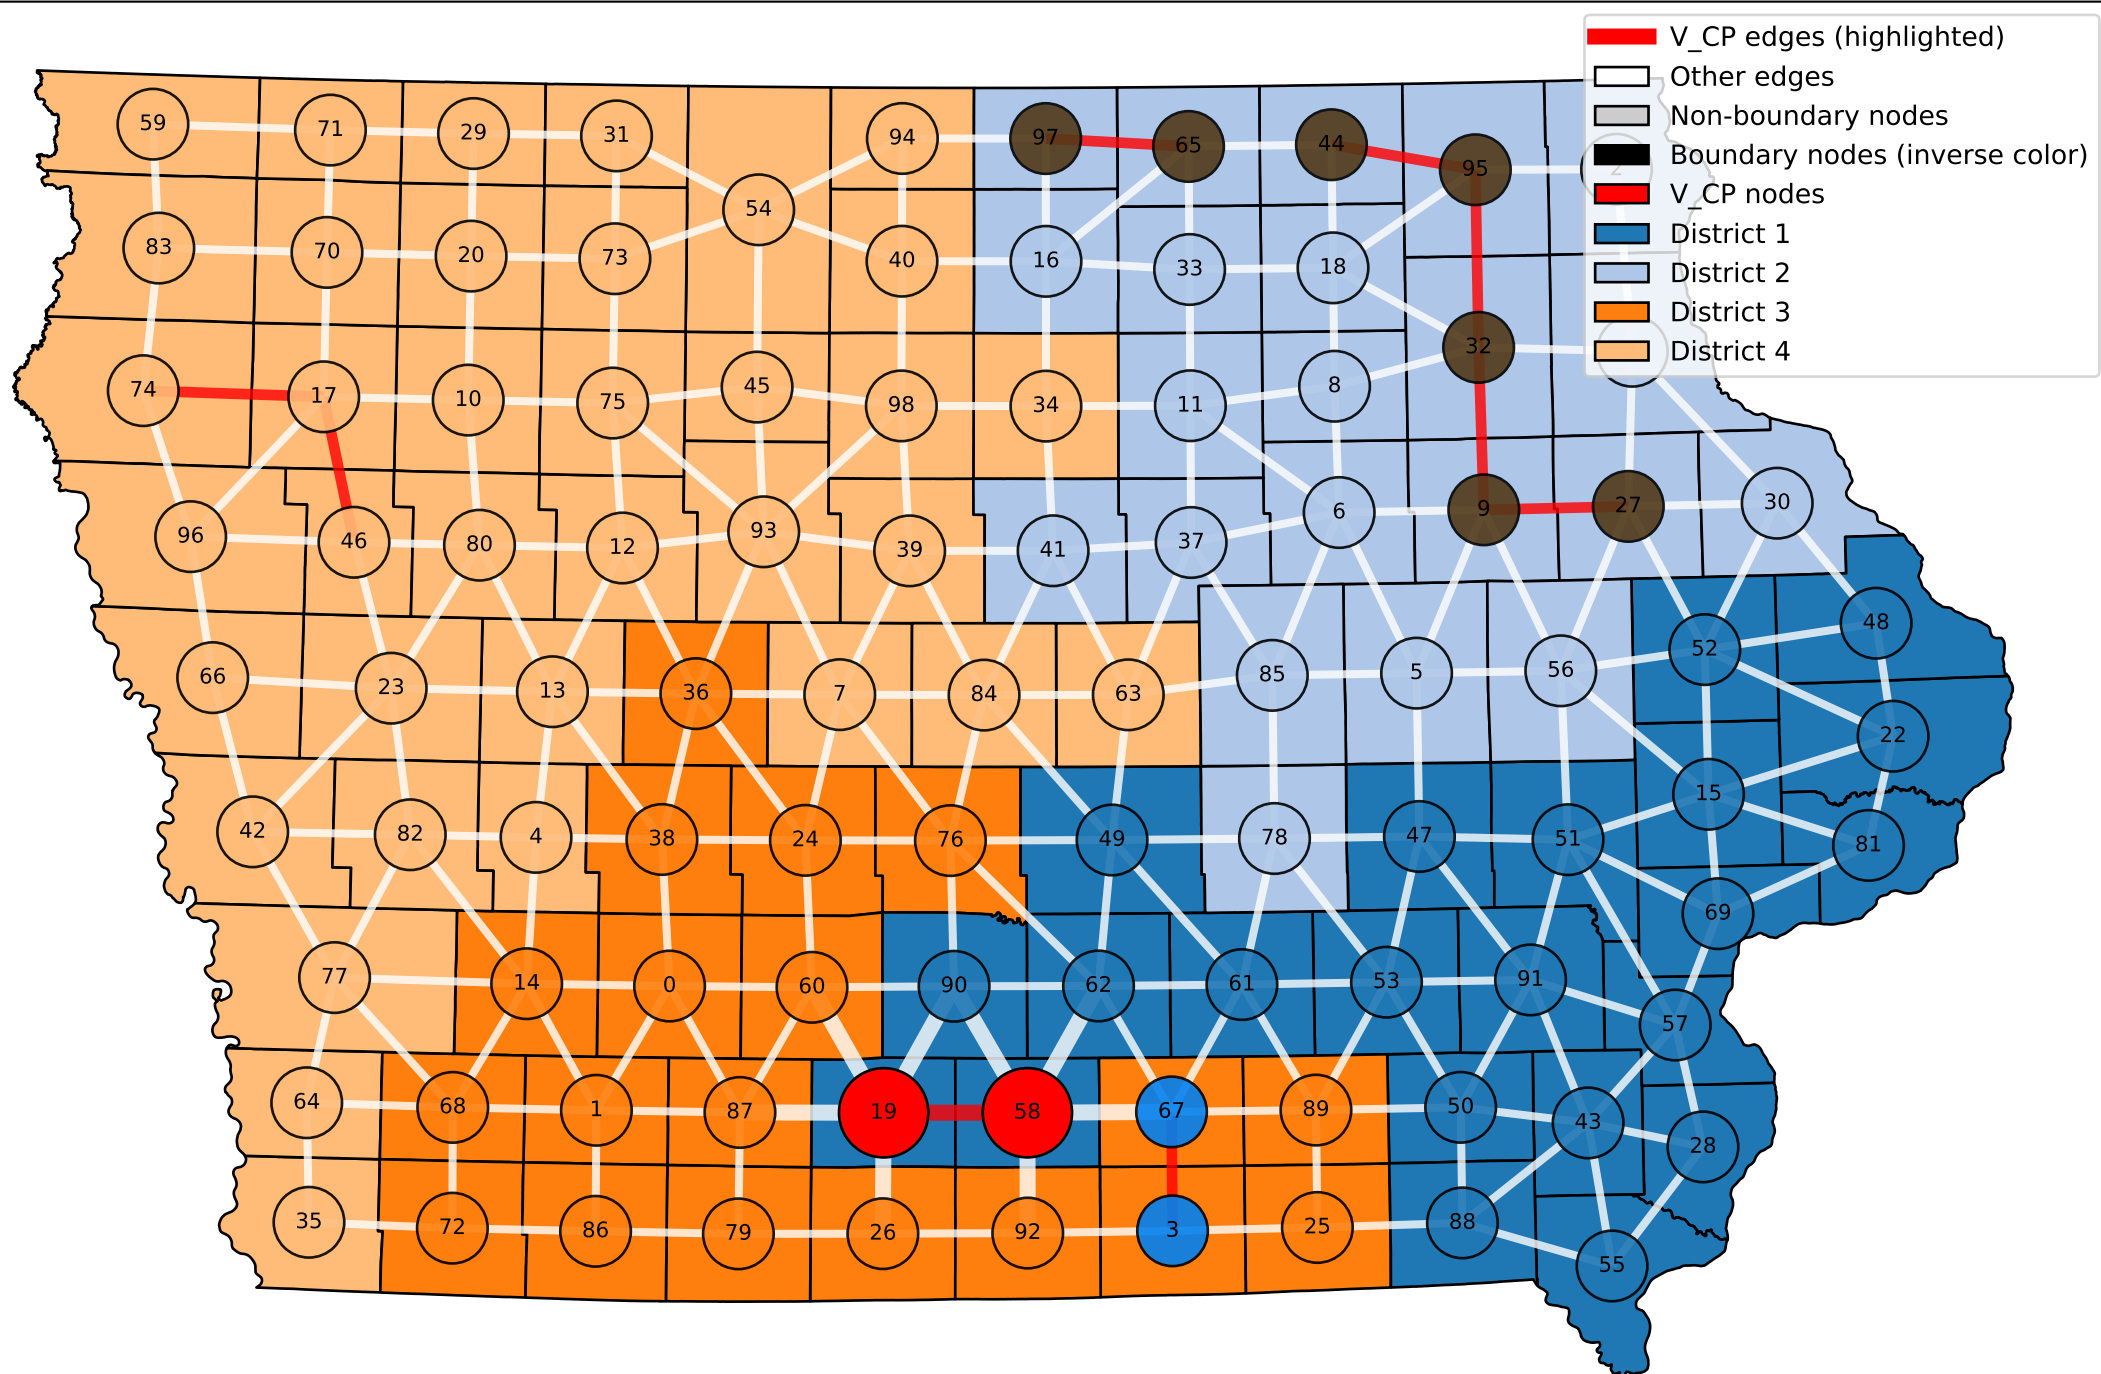 V_CP edges (highlighted)
Other edges
Non-boundary nodes
Boundary nodes (inverse color)
V_CP nodes
District 1
District 2
District 3
District 4
59 71 29 31 94 97 65 44 95 2
54
83 70 20 73 40 16 33 18
74 17 10 75 45 98 34 11 8 32
96 46 80 12 93 39 41 37 6 9 27 30
66 23 13 36 7 84 63 85 5 56 52 48
22
42 82 4 38 24 76 49 78 47 51 15 81
69
77 14 0 60 90 62 61 53 91 57
64 68 1 87 19 58 67 89 50 43 28
35 72 86 79 26 92 3 25 88 55